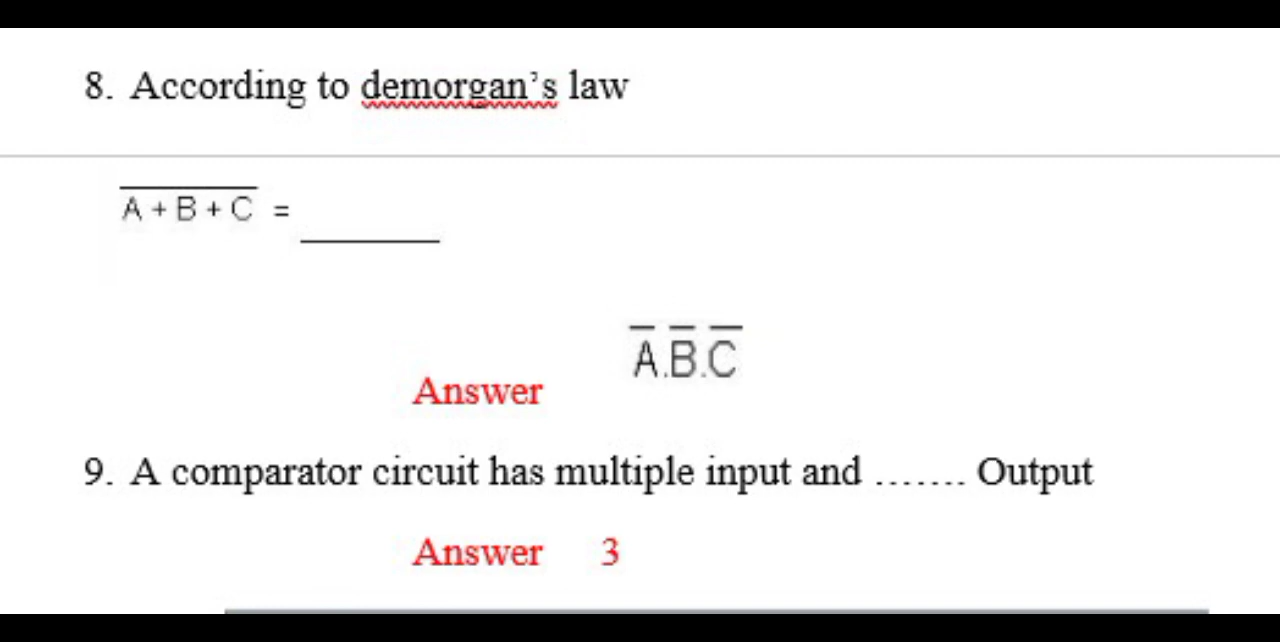 8. According to demorgan’s law
A̅ ̅+̅ ̅B̅ ̅+̅ ̅C̅ = ________
A̅.B̅.C̅
Answer
9. A comparator circuit has multiple input and ....... Output
Answer 3